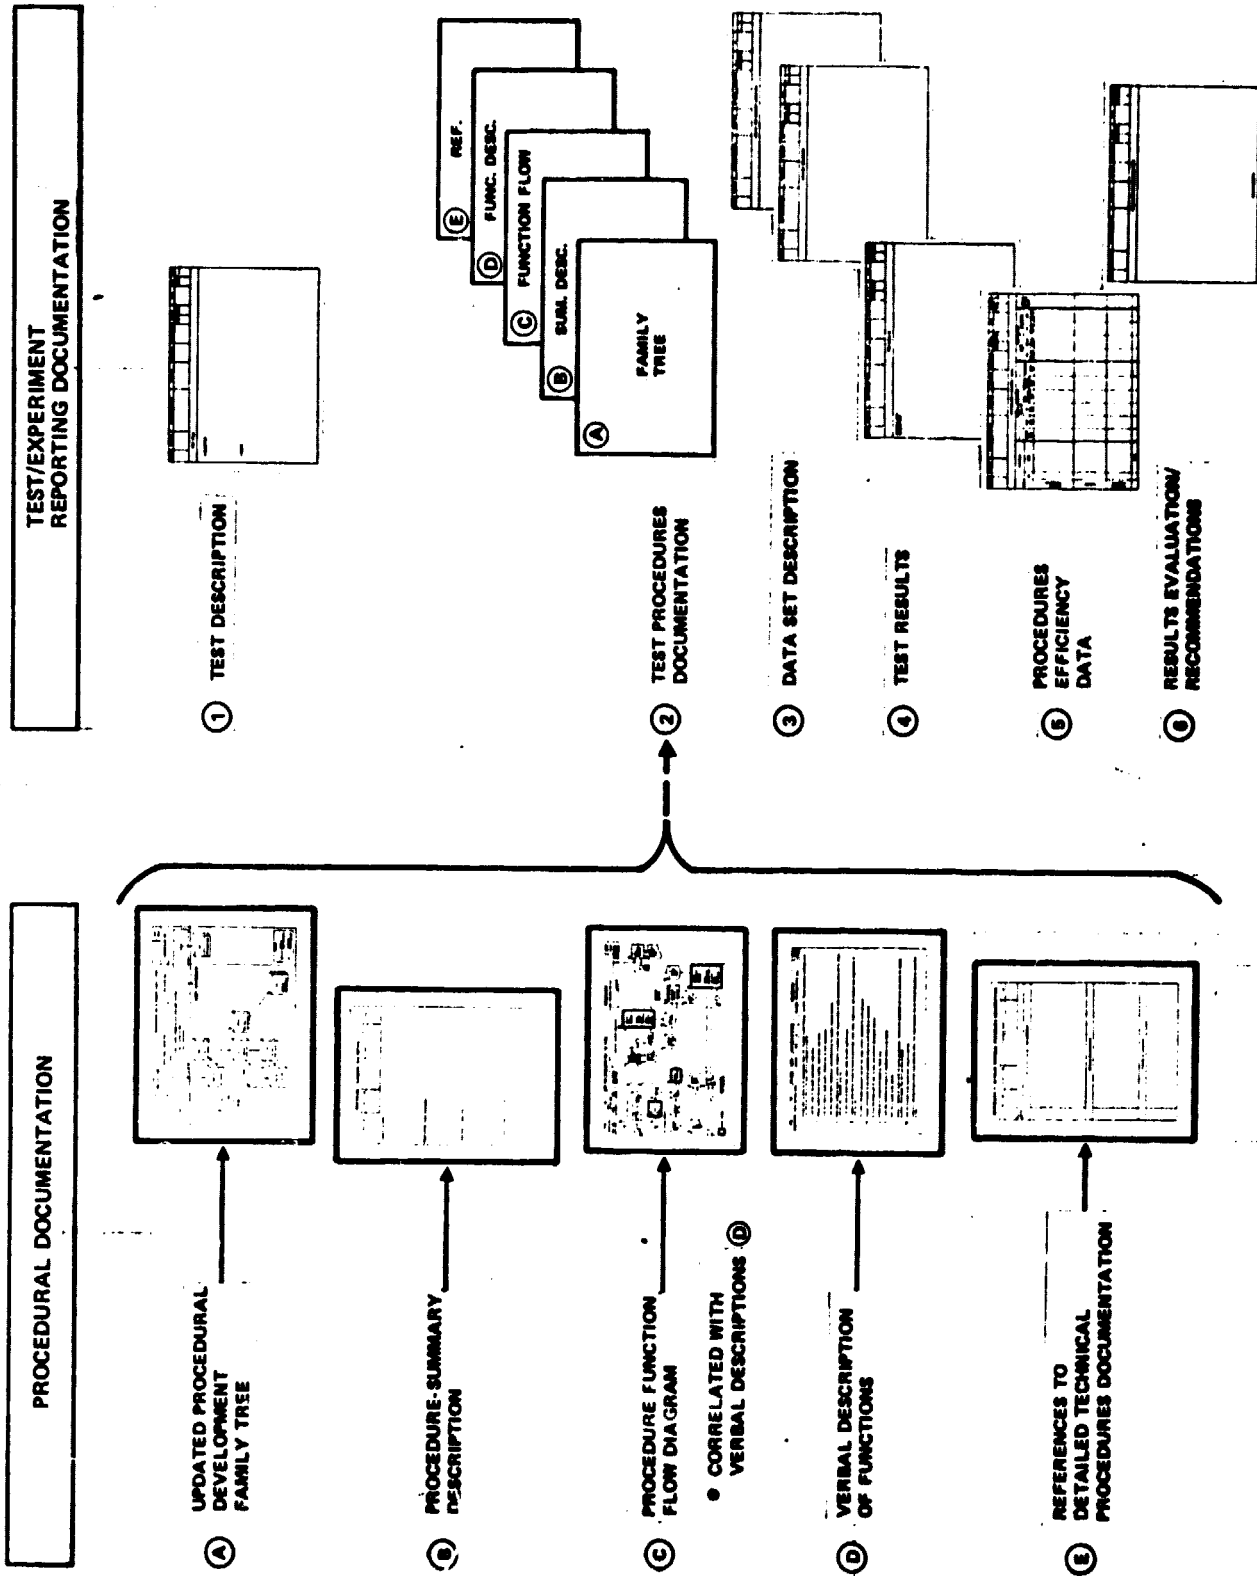 PROCEDURAL DOCUMENTATION
A
UPDATED PROCEDURAL
DEVELOPMENT
FAMILY TREE
B
PROCEDURE-SUMMARY
DESCRIPTION
C
PROCEDURE FUNCTION
FLOW DIAGRAM
● CORRELATED WITH
VERBAL DESCRIPTIONS D
D
VERBAL DESCRIPTION
OF FUNCTIONS
E
REFERENCES TO
DETAILED TECHNICAL
PROCEDURES DOCUMENTATION
TEST/EXPERIMENT
REPORTING DOCUMENTATION
1 TEST DESCRIPTION
2 TEST PROCEDURES
DOCUMENTATION
A
FAMILY
TREE
B SUM. DESC.
C FUNCTION FLOW
D FUNC. DESC.
E REF.
3 DATA SET DESCRIPTION
4 TEST RESULTS
5 PROCEDURES
EFFICIENCY
DATA
6 RESULTS EVALUATION/
RECOMMENDATIONS